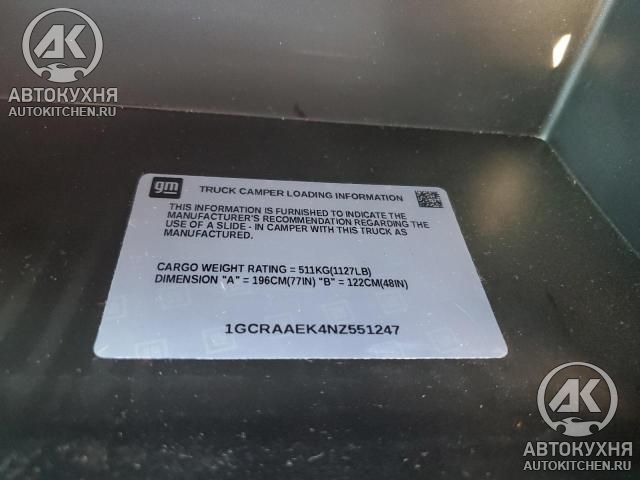 AK
АВТОКУХНЯ
AUTOKITCHEN.RU
gm
TRUCK CAMPER LOADING INFORMATION
THIS INFORMATION IS FURNISHED TO INDICATE THE
MANUFACTURER'S RECOMMENDATION REGARDING THE
USE OF A SLIDE - IN CAMPER WITH THIS TRUCK AS
MANUFACTURED.
CARGO WEIGHT RATING = 511KG(1127LB)
DIMENSION "A" = 196CM(77IN) "B" = 122CM(48IN)
1GCRAAEK4NZ551247
AK
АВТОКУХНЯ
AUTOKITCHEN.RU